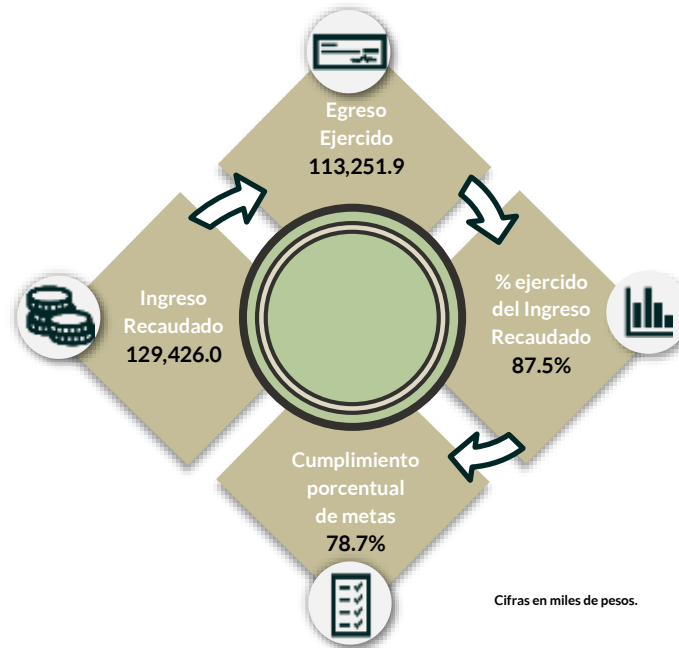 Egreso
Ejercido
113,251.9
Ingreso
Recaudado
129,426.0
% ejercido
del Ingreso
Recaudado
87.5%
Cumplimiento
porcentual
de metas
78.7%
Cifras en miles de pesos.